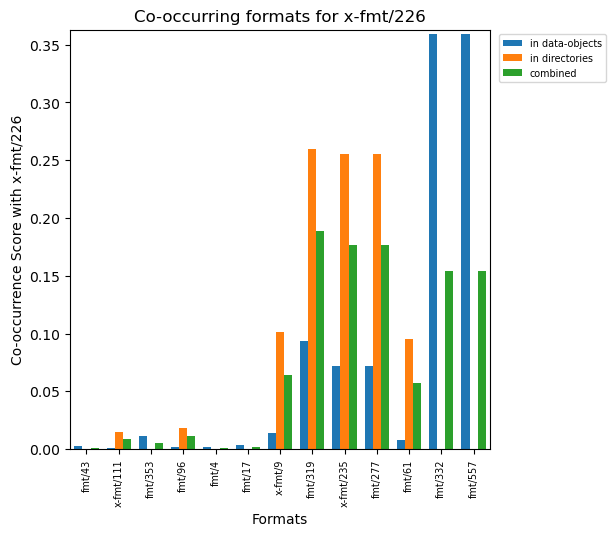 Co-occurring formats for x-fmt/226
Co-occurrence Score with x-fmt/226
0.35
0.30
0.25
0.20
0.15
0.10
0.05
0.00
fmt/43
x-fmt/111
fmt/353
fmt/96
fmt/4
fmt/17
x-fmt/9
fmt/319
x-fmt/235
fmt/277
fmt/61
fmt/332
fmt/557
Formats
in data-objects
in directories
combined